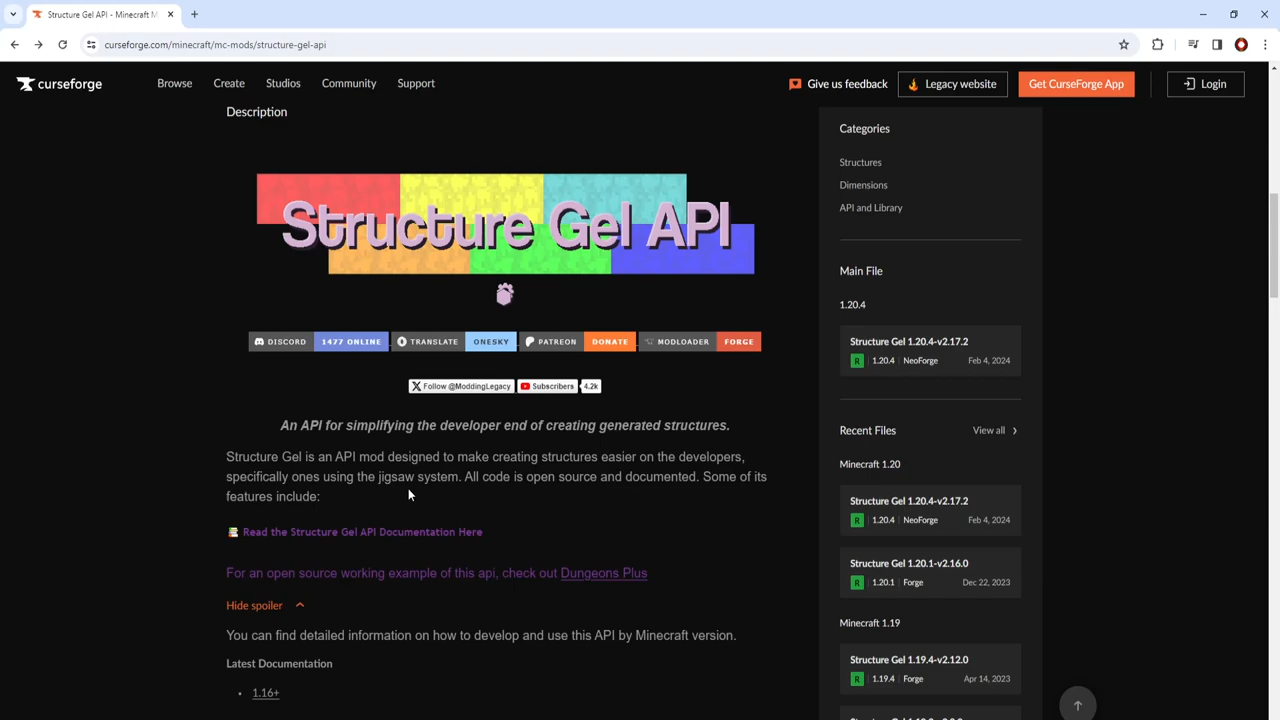 Structure Gel API - Minecraft M
curseforge.com/minecraft/mc-mods/structure-gel-api
curseforge
Browse
Create
Studios
Community
Support
Give us feedback
Legacy website
Get CurseForge App
Login
Description
Structure Gel API
DISCORD 1477 ONLINE
TRANSLATE ONESKY
PATREON DONATE
MODLOADER FORGE
Follow @ModdingLegacy
Subscribers 4.2k
An API for simplifying the developer end of creating generated structures.
Structure Gel is an API mod designed to make creating structures easier on the developers,
specifically ones using the jigsaw system. All code is open source and documented. Some of its
features include:
Read the Structure Gel API Documentation Here
For an open source working example of this api, check out Dungeons Plus
Hide spoiler
You can find detailed information on how to develop and use this API by Minecraft version.
Latest Documentation
• 1.16+
Categories
Structures
Dimensions
API and Library
Main File
1.20.4
Structure Gel 1.20.4-v2.17.2
R 1.20.4 NeoForge Feb 4, 2024
Recent Files
View all
Minecraft 1.20
Structure Gel 1.20.4-v2.17.2
R 1.20.4 NeoForge Feb 4, 2024
Structure Gel 1.20.1-v2.16.0
R 1.20.1 Forge Dec 22, 2023
Minecraft 1.19
Structure Gel 1.19.4-v2.12.0
R 1.19.4 Forge Apr 14, 2023